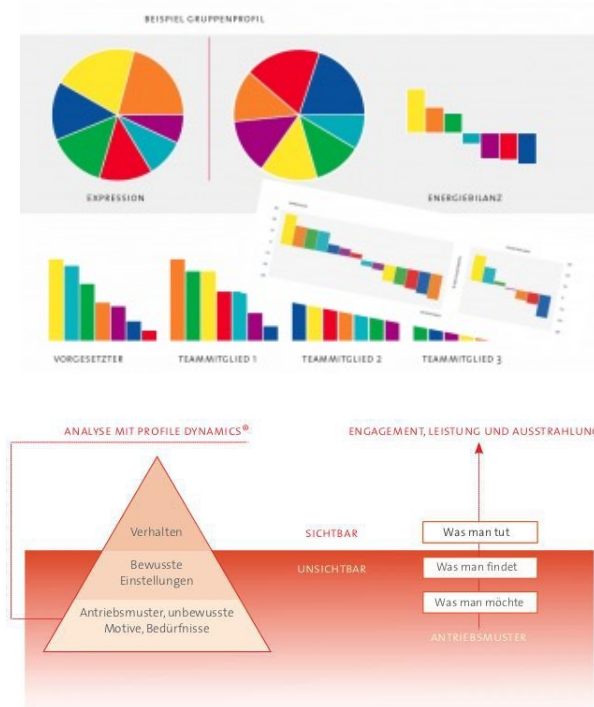 BEISPIEL GRUPPENPROFIL
EXPRESSION
ENERGIEBILANZ
VORGESETZTER
TEAMMITGLIED 1
TEAMMITGLIED 2
TEAMMITGLIED 3
ANALYSE MIT PROFILE DYNAMICS®
ENGAGEMENT, LEISTUNG UND AUSSTRAHLUN
Verhalten
SICHTBAR
Was man tut
Bewusste
Einstellungen
UNSICHTBAR
Was man findet
Antriebsmuster, unbewusste
Motive, Bedürfnisse
Was man möchte
ANTRIEBSMUSTER